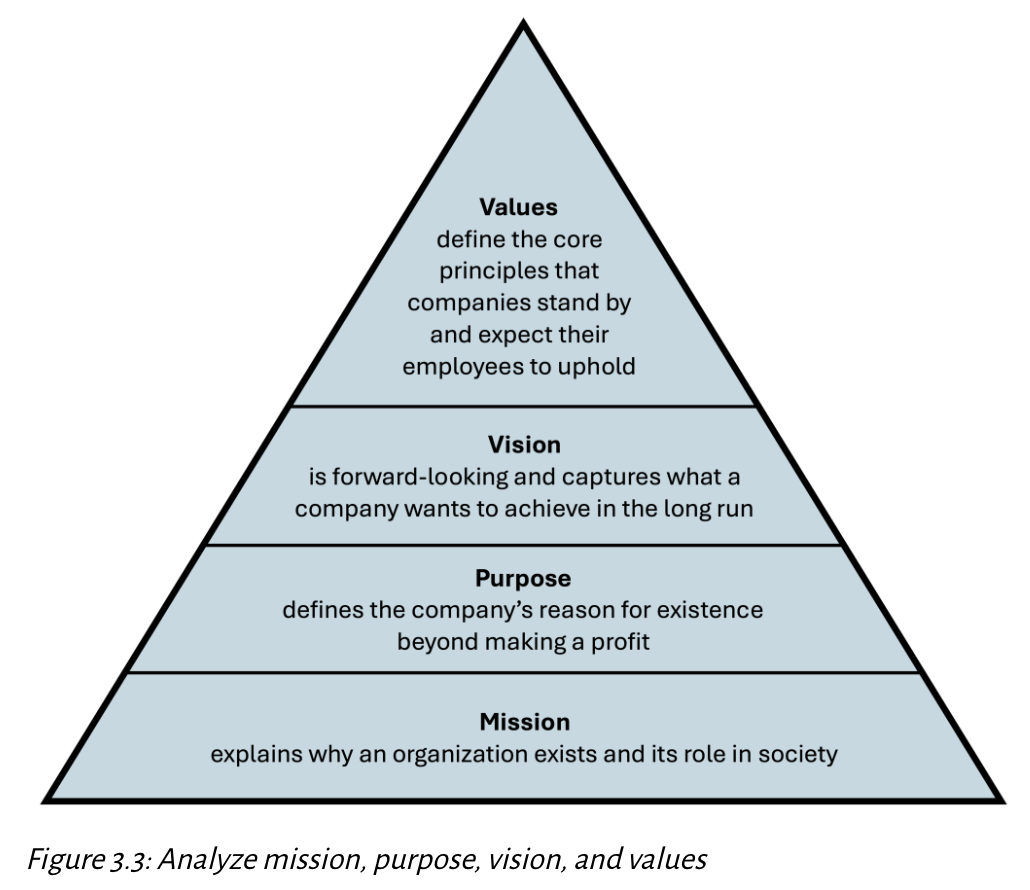 Values
define the core
principles that
companies stand by
and expect their
employees to uphold
Vision
is forward-looking and captures what a
company wants to achieve in the long run
Purpose
defines the company’s reason for existence
beyond making a profit
Mission
explains why an organization exists and its role in society
Figure 3.3: Analyze mission, purpose, vision, and values